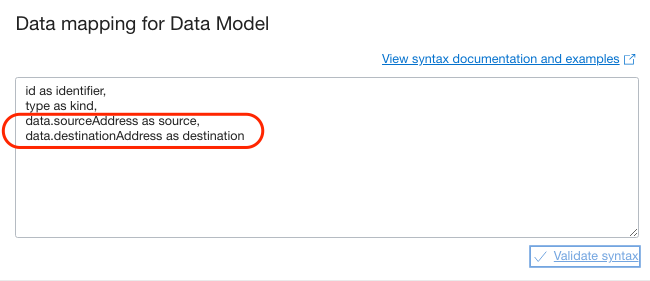 Data mapping for Data Model
View syntax documentation and examples
id as identifier,
type as kind,
data.sourceAddress as source,
data.destinationAddress as destination
Validate syntax